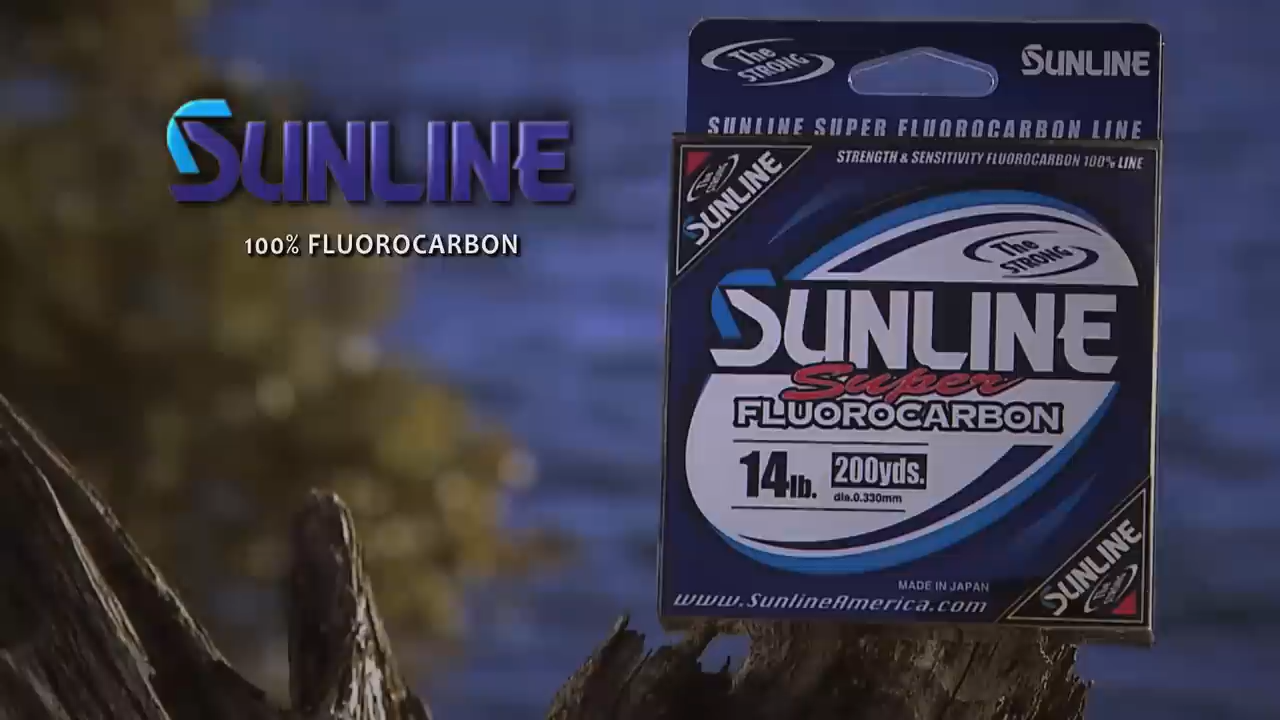 SUNLINE
100% FLUOROCARBON
The STRONG
SUNLINE
SUNLINE SUPER FLUOROCARBON LINE
STRENGTH & SENSITIVITY FLUOROCARBON 100% LINE
The STRONG
SUNLINE
The STRONG
SUNLINE
Super
FLUOROCARBON
14lb. 200yds.
dia.0.330mm
MADE IN JAPAN
www.SunlineAmerica.com
SUNLINE
The STRONG